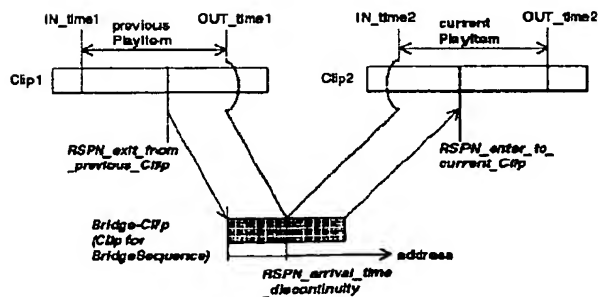 IN_time1
previous
PlayItem
OUT_time1
IN_time2
current
PlayItem
OUT_time2
Clip1
Clip2
RSPN_exit_from
_previous_Clip
RSPN_enter_to_
current_Clip
Bridge-Clip
(Clip for
BridgeSequence)
address
RSPN_arrival_time
_discontinuity